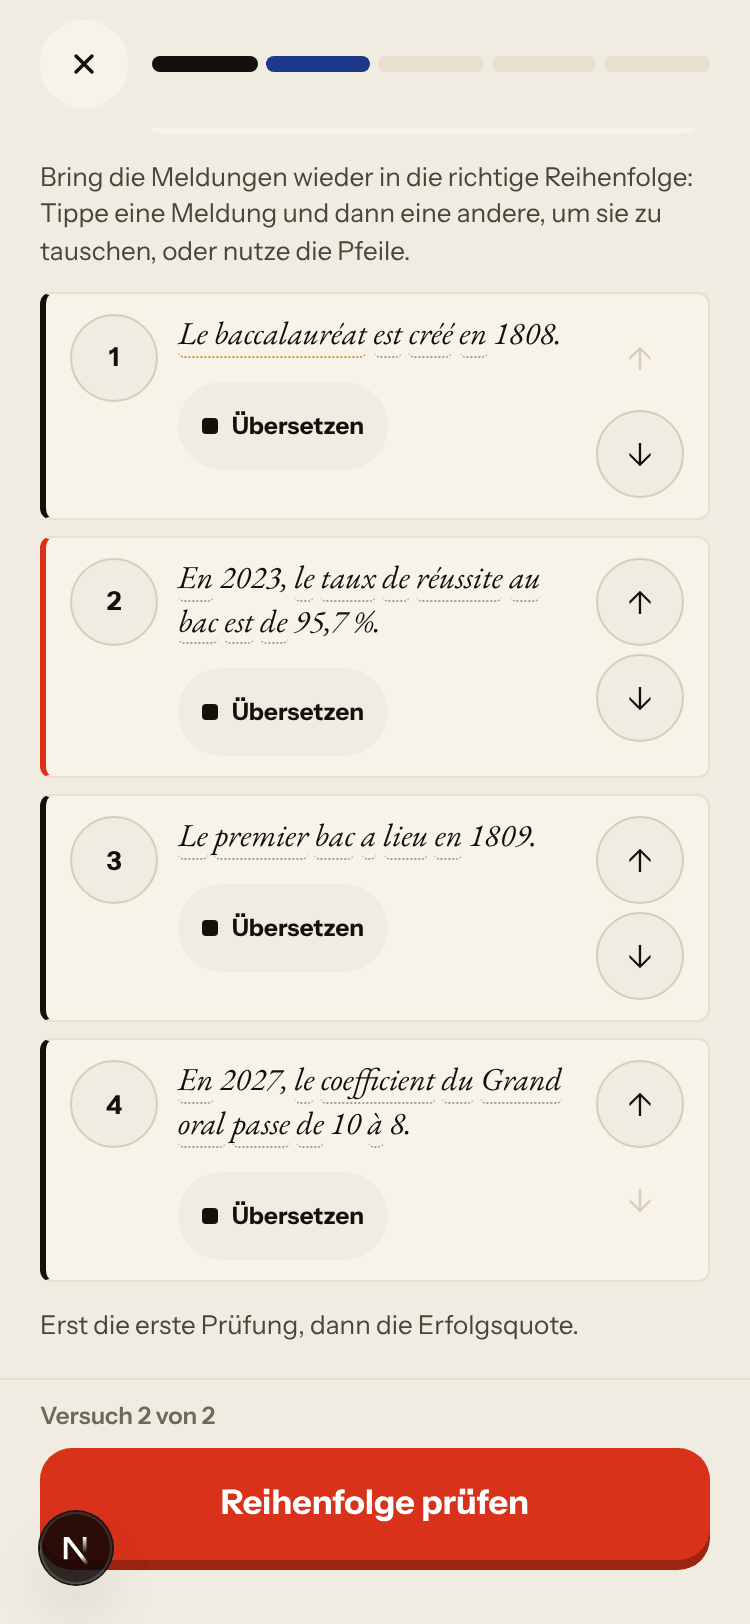 Bring die Meldungen wieder in die richtige Reihenfolge:
Tippe eine Meldung und dann eine andere, um sie zu
tauschen, oder nutze die Pfeile.
1
Le baccalauréat est créé en 1808.
Übersetzen
2
En 2023, le taux de réussite au
bac est de 95,7 %.
Übersetzen
3
Le premier bac a lieu en 1809.
Übersetzen
4
En 2027, le coefficient du Grand
oral passe de 10 à 8.
Übersetzen
Erst die erste Prüfung, dann die Erfolgsquote.
Versuch 2 von 2
Reihenfolge prüfen
N